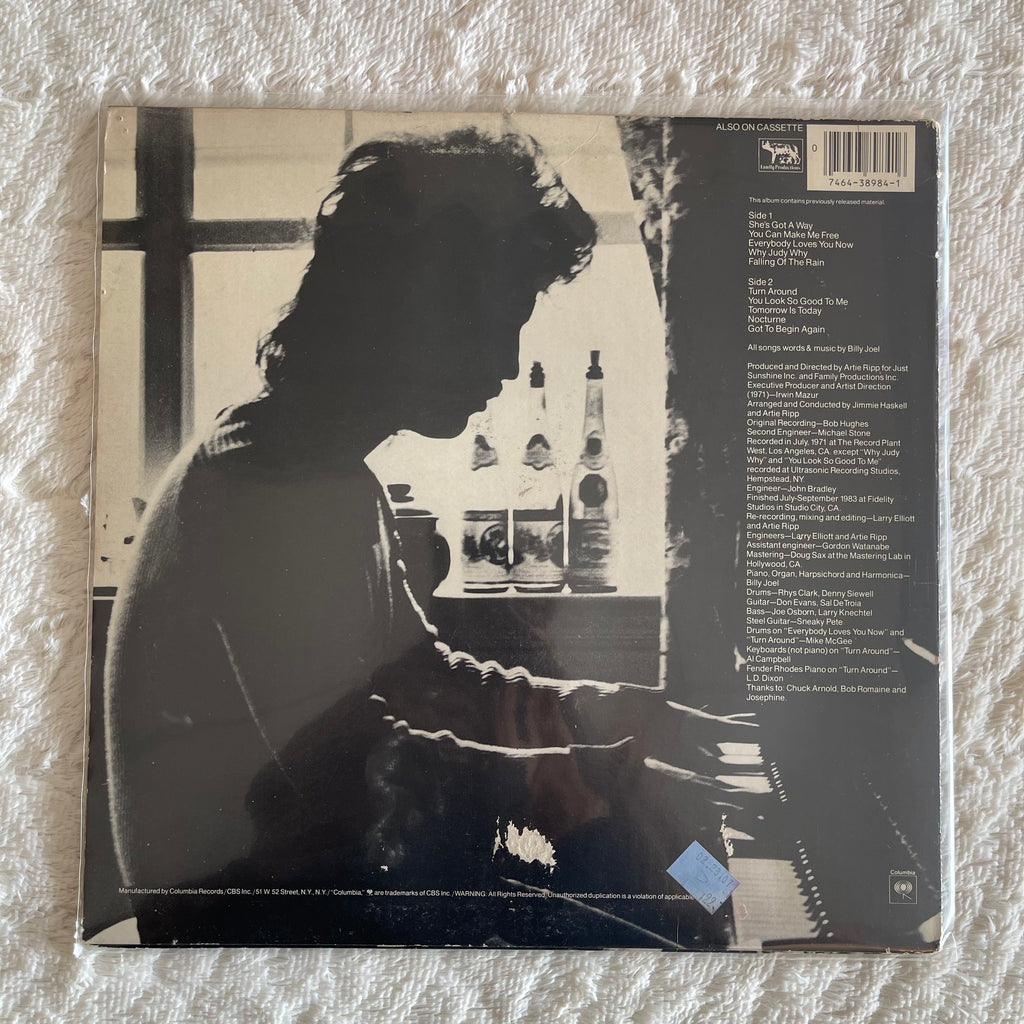 ALSO ON CASSETTE
Family Productions
0
7464-38984-1
This album contains previously released material.
Side 1
She's Got A Way
You Can Make Me Free
Everybody Loves You Now
Why Judy Why
Falling Of The Rain
Side 2
Turn Around
You Look So Good To Me
Tomorrow Is Today
Nocturne
Got To Begin Again
All songs words & music by Billy Joel
Produced and Directed by Artie Ripp for Just
Sunshine Inc. and Family Productions Inc.
Executive Producer and Artist Direction
(1971)—Irwin Mazur
Arranged and Conducted by Jimmie Haskell
and Artie Ripp
Original Recording—Bob Hughes
Second Engineer—Michael Stone
Recorded in July, 1971 at The Record Plant
West, Los Angeles, CA. except "Why Judy
Why" and "You Look So Good To Me"
recorded at Ultrasonic Recording Studios,
Hempstead, NY.
Engineer—John Bradley
Finished July-September 1983 at Fidelity
Studios in Studio City, CA.
Re-recording, mixing and editing—Larry Elliott
and Artie Ripp
Engineers—Larry Elliott and Artie Ripp
Assistant engineer—Gordon Watanabe
Mastering—Doug Sax at the Mastering Lab in
Hollywood, CA.
Piano, Organ, Harpsichord and Harmonica—
Billy Joel
Drums—Rhys Clark, Denny Siewell
Guitar—Don Evans, Sal DeTroia
Bass—Joe Osborn, Larry Knechtel
Steel Guitar—Sneaky Pete
Drums on "Everybody Loves You Now" and
"Turn Around"—Mike McGee
Keyboards (not piano) on "Turn Around"—
Al Campbell
Fender Rhodes Piano on "Turn Around"—
L.D. Dixon
Thanks to: Chuck Arnold, Bob Romaine and
Josephine.
Columbia
Manufactured by Columbia Records/CBS Inc./51 W 52 Street, N.Y., N.Y./"Columbia," are trademarks of CBS Inc./WARNING: All Rights Reserved. Unauthorized duplication is a violation of applicable